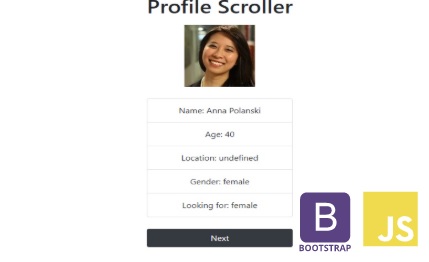 Profile Scroller
Name: Anna Polanski
Age: 40
Location: undefined
Gender: female
Looking for: female
Next
B
BOOTSTRAP
JS